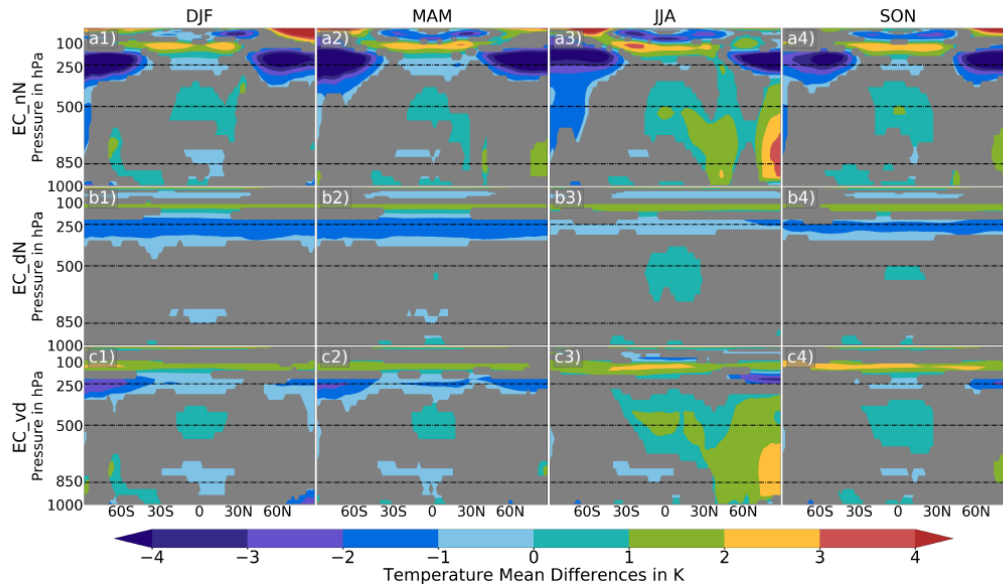 DJF MAM JJA SON
EC_nN
Pressure in hPa
100
250
500
850
1000
a1) a2) a3) a4)
EC_dN
Pressure in hPa
100
250
500
850
1000
b1) b2) b3) b4)
EC_vd
Pressure in hPa
100
250
500
850
1000
c1) c2) c3) c4)
60S 30S 0 30N 60N 60S 30S 0 30N 60N 60S 30S 0 30N 60N 60S 30S 0 30N 60N
−4 −3 −2 −1 0 1 2 3 4
Temperature Mean Differences in K